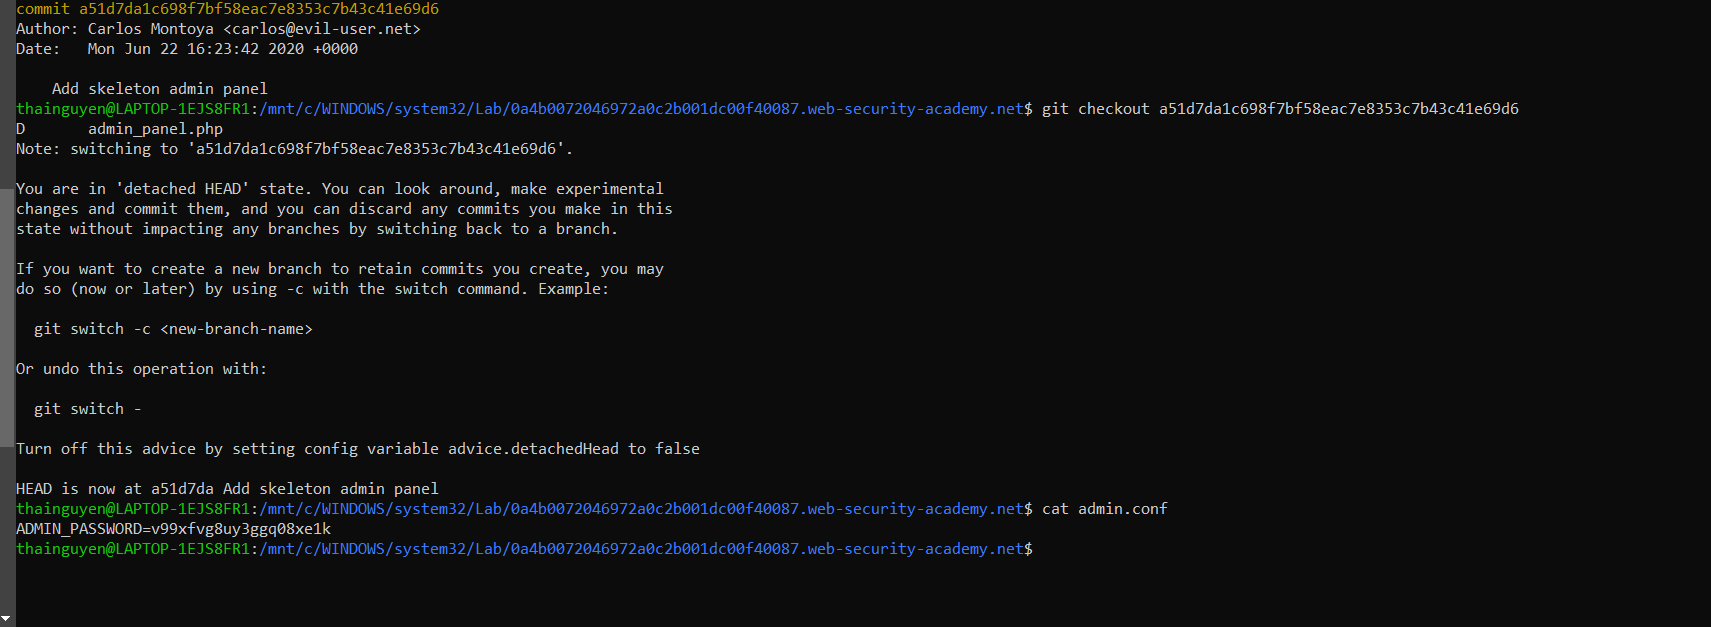 commit a51d7da1c698f7bf58eac7e8353c7b43c41e69d6
Author: Carlos Montoya <carlos@evil-user.net>
Date:   Mon Jun 22 16:23:42 2020 +0000

    Add skeleton admin panel
thainguyen@LAPTOP-1EJS8FR1:/mnt/c/WINDOWS/system32/Lab/0a4b0072046972a0c2b001dc00f40087.web-security-academy.net$ git checkout a51d7da1c698f7bf58eac7e8353c7b43c41e69d6
D       admin_panel.php
Note: switching to 'a51d7da1c698f7bf58eac7e8353c7b43c41e69d6'.

You are in 'detached HEAD' state. You can look around, make experimental
changes and commit them, and you can discard any commits you make in this
state without impacting any branches by switching back to a branch.

If you want to create a new branch to retain commits you create, you may
do so (now or later) by using -c with the switch command. Example:

  git switch -c <new-branch-name>

Or undo this operation with:

  git switch -

Turn off this advice by setting config variable advice.detachedHead to false

HEAD is now at a51d7da Add skeleton admin panel
thainguyen@LAPTOP-1EJS8FR1:/mnt/c/WINDOWS/system32/Lab/0a4b0072046972a0c2b001dc00f40087.web-security-academy.net$ cat admin.conf
ADMIN_PASSWORD=v99xfvg8uy3ggq08xe1k
thainguyen@LAPTOP-1EJS8FR1:/mnt/c/WINDOWS/system32/Lab/0a4b0072046972a0c2b001dc00f40087.web-security-academy.net$